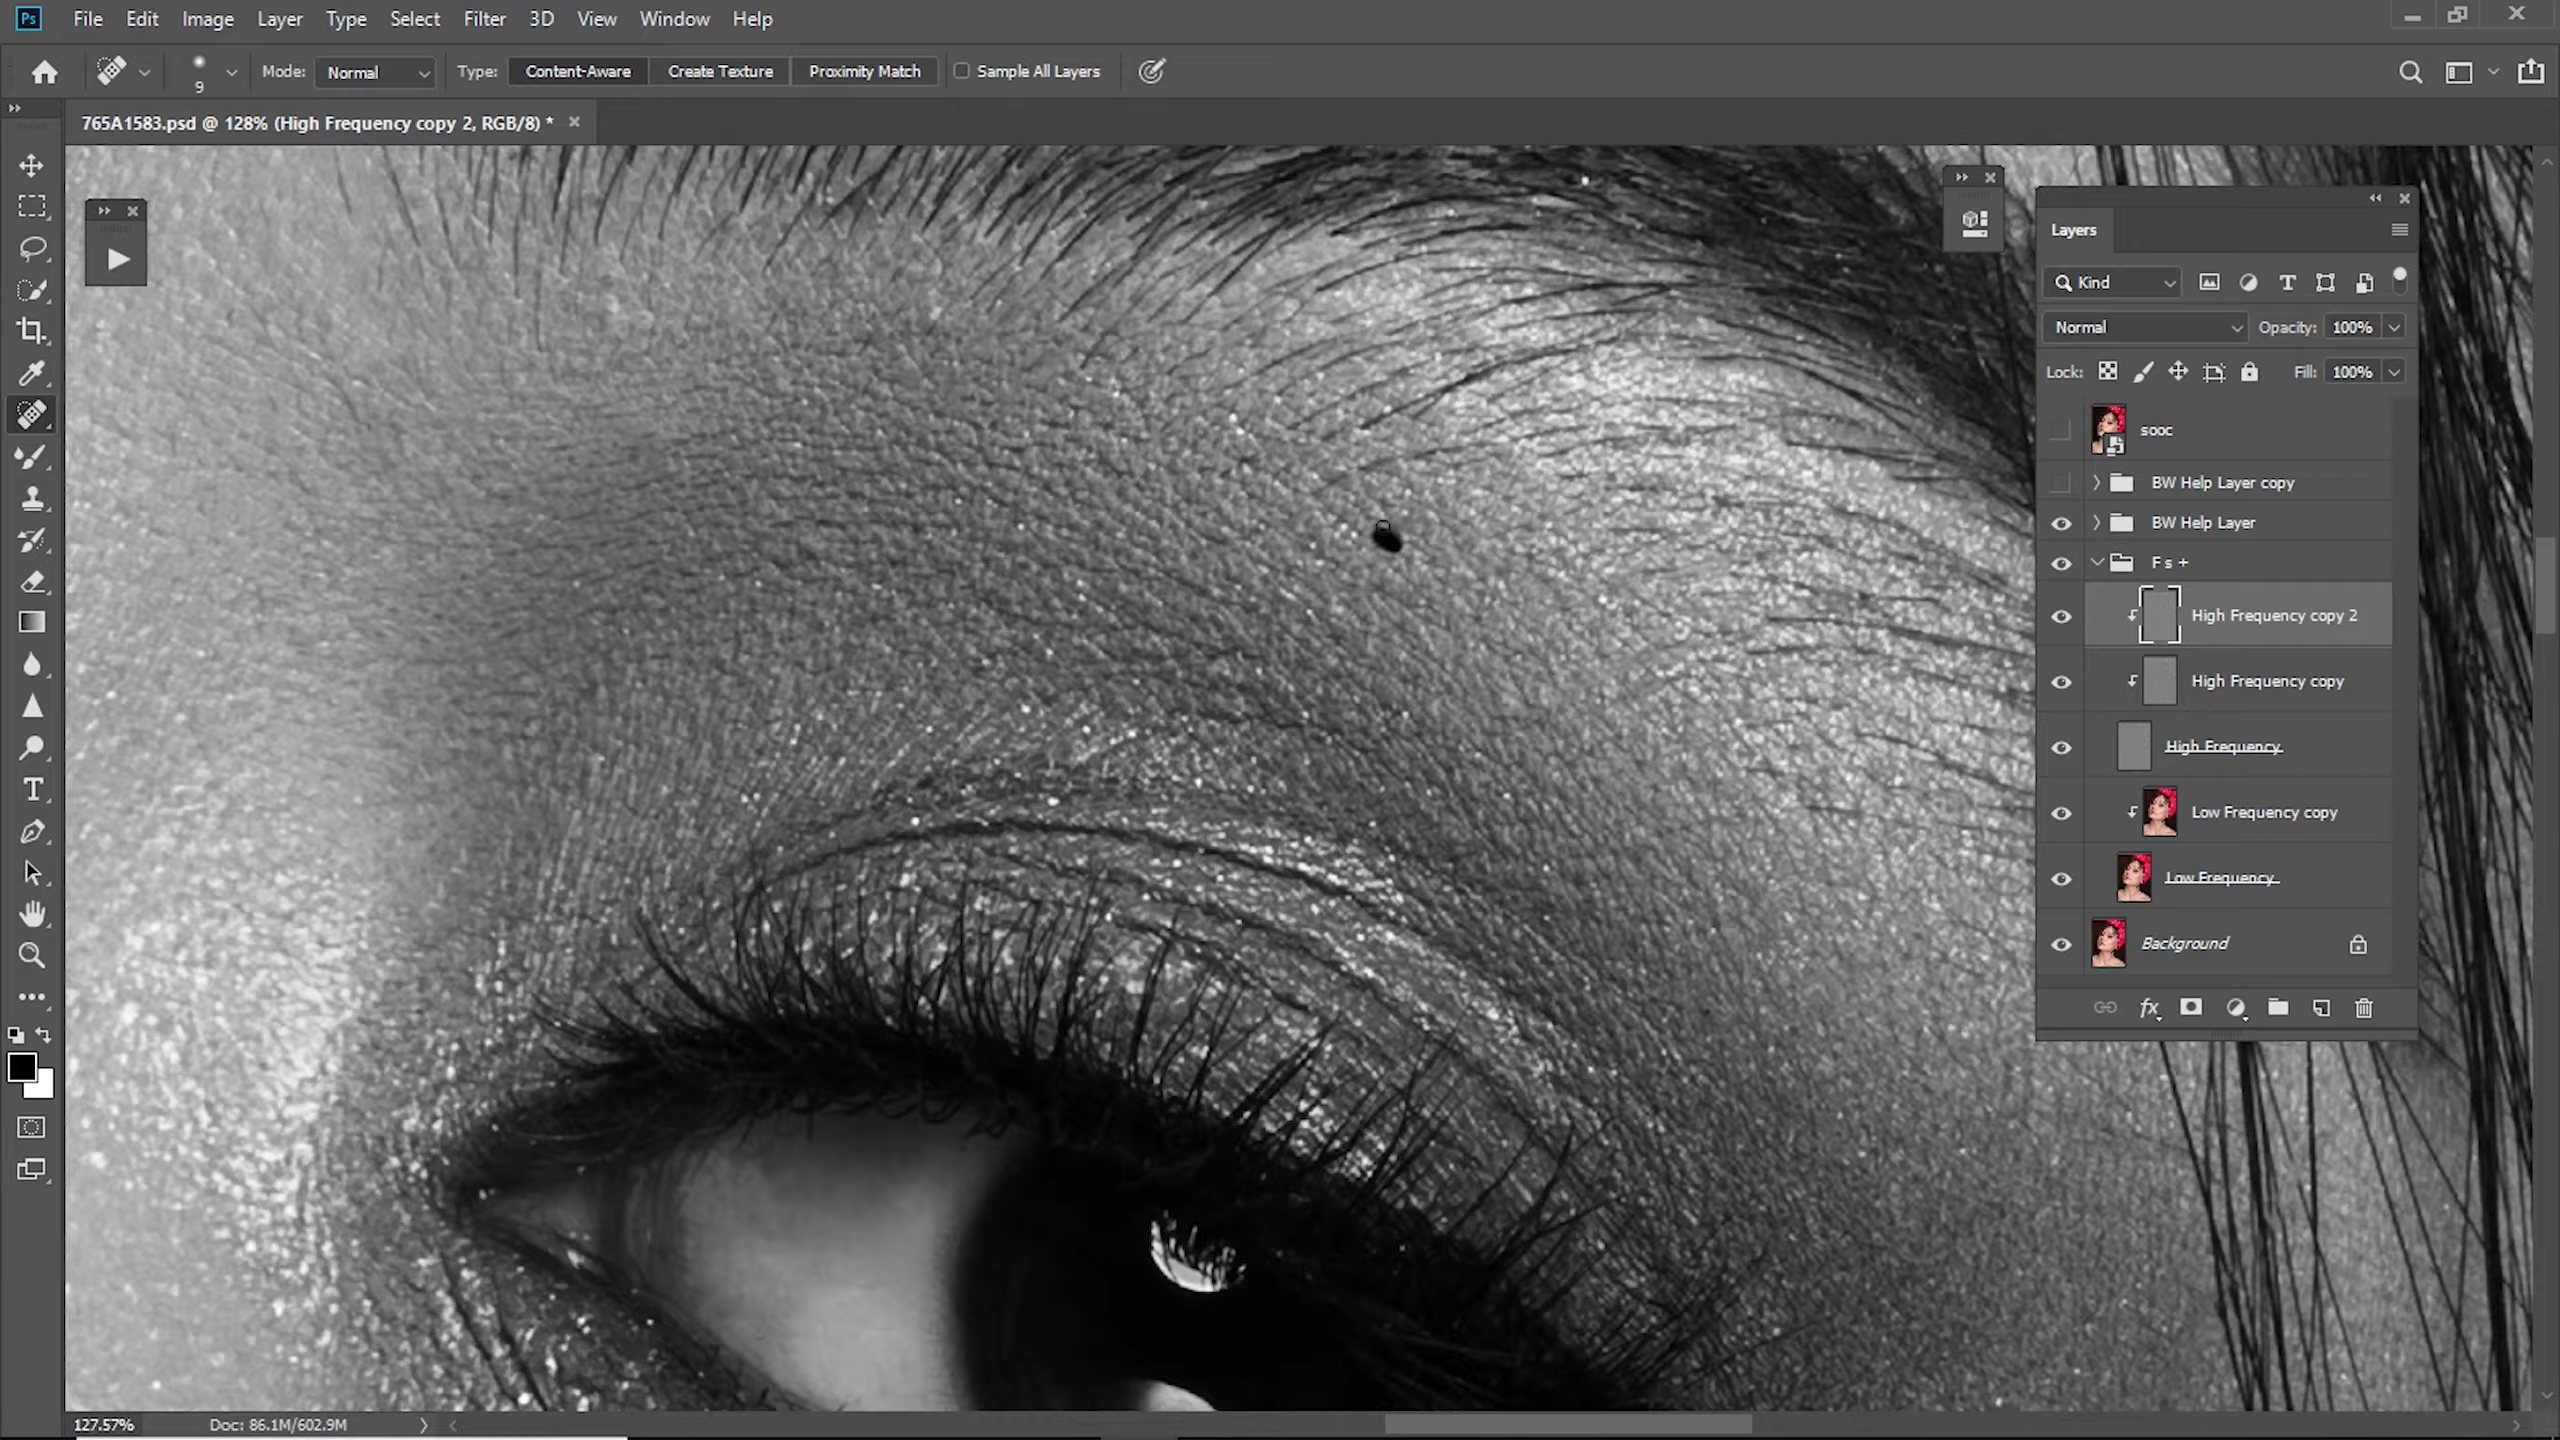 Ps File Edit Image Layer Type Select Filter 3D View Window Help
9 Mode: Normal Type: Content-Aware Create Texture Proximity Match Sample All Layers
765A1583.psd @ 128% (High Frequency copy 2, RGB/8) *
Layers
Kind
Normal Opacity: 100%
Lock: Fill: 100%
sooc
BW Help Layer copy
BW Help Layer
F s +
High Frequency copy 2
High Frequency copy
High Frequency
Low Frequency copy
Low Frequency
Background
fx
127.57% Doc: 86.1M/602.9M